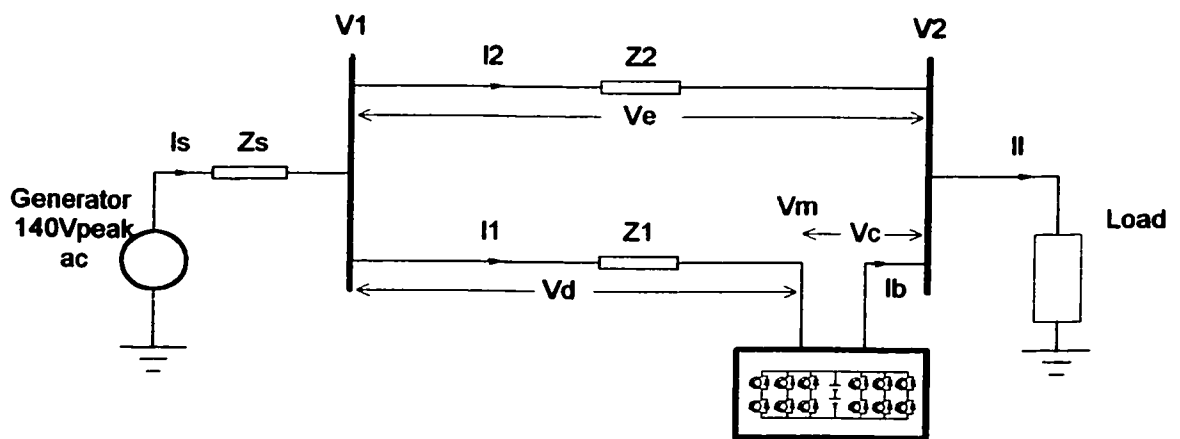 V1
V2
I2
Z2
Ve
Is
Zs
Il
Generator
140Vpeak
ac
Vm
Load
I1
Z1
Vc
Vd
Ib